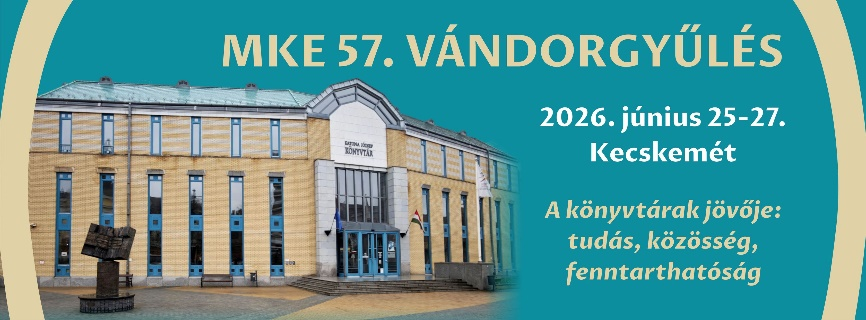 MKE 57. VÁNDORGYŰLÉS
2026. június 25-27.
Kecskemét
A könyvtárak jövője:
tudás, közösség,
fenntarthatóság
KATONA JÓZSEF
KÖNYVTÁR